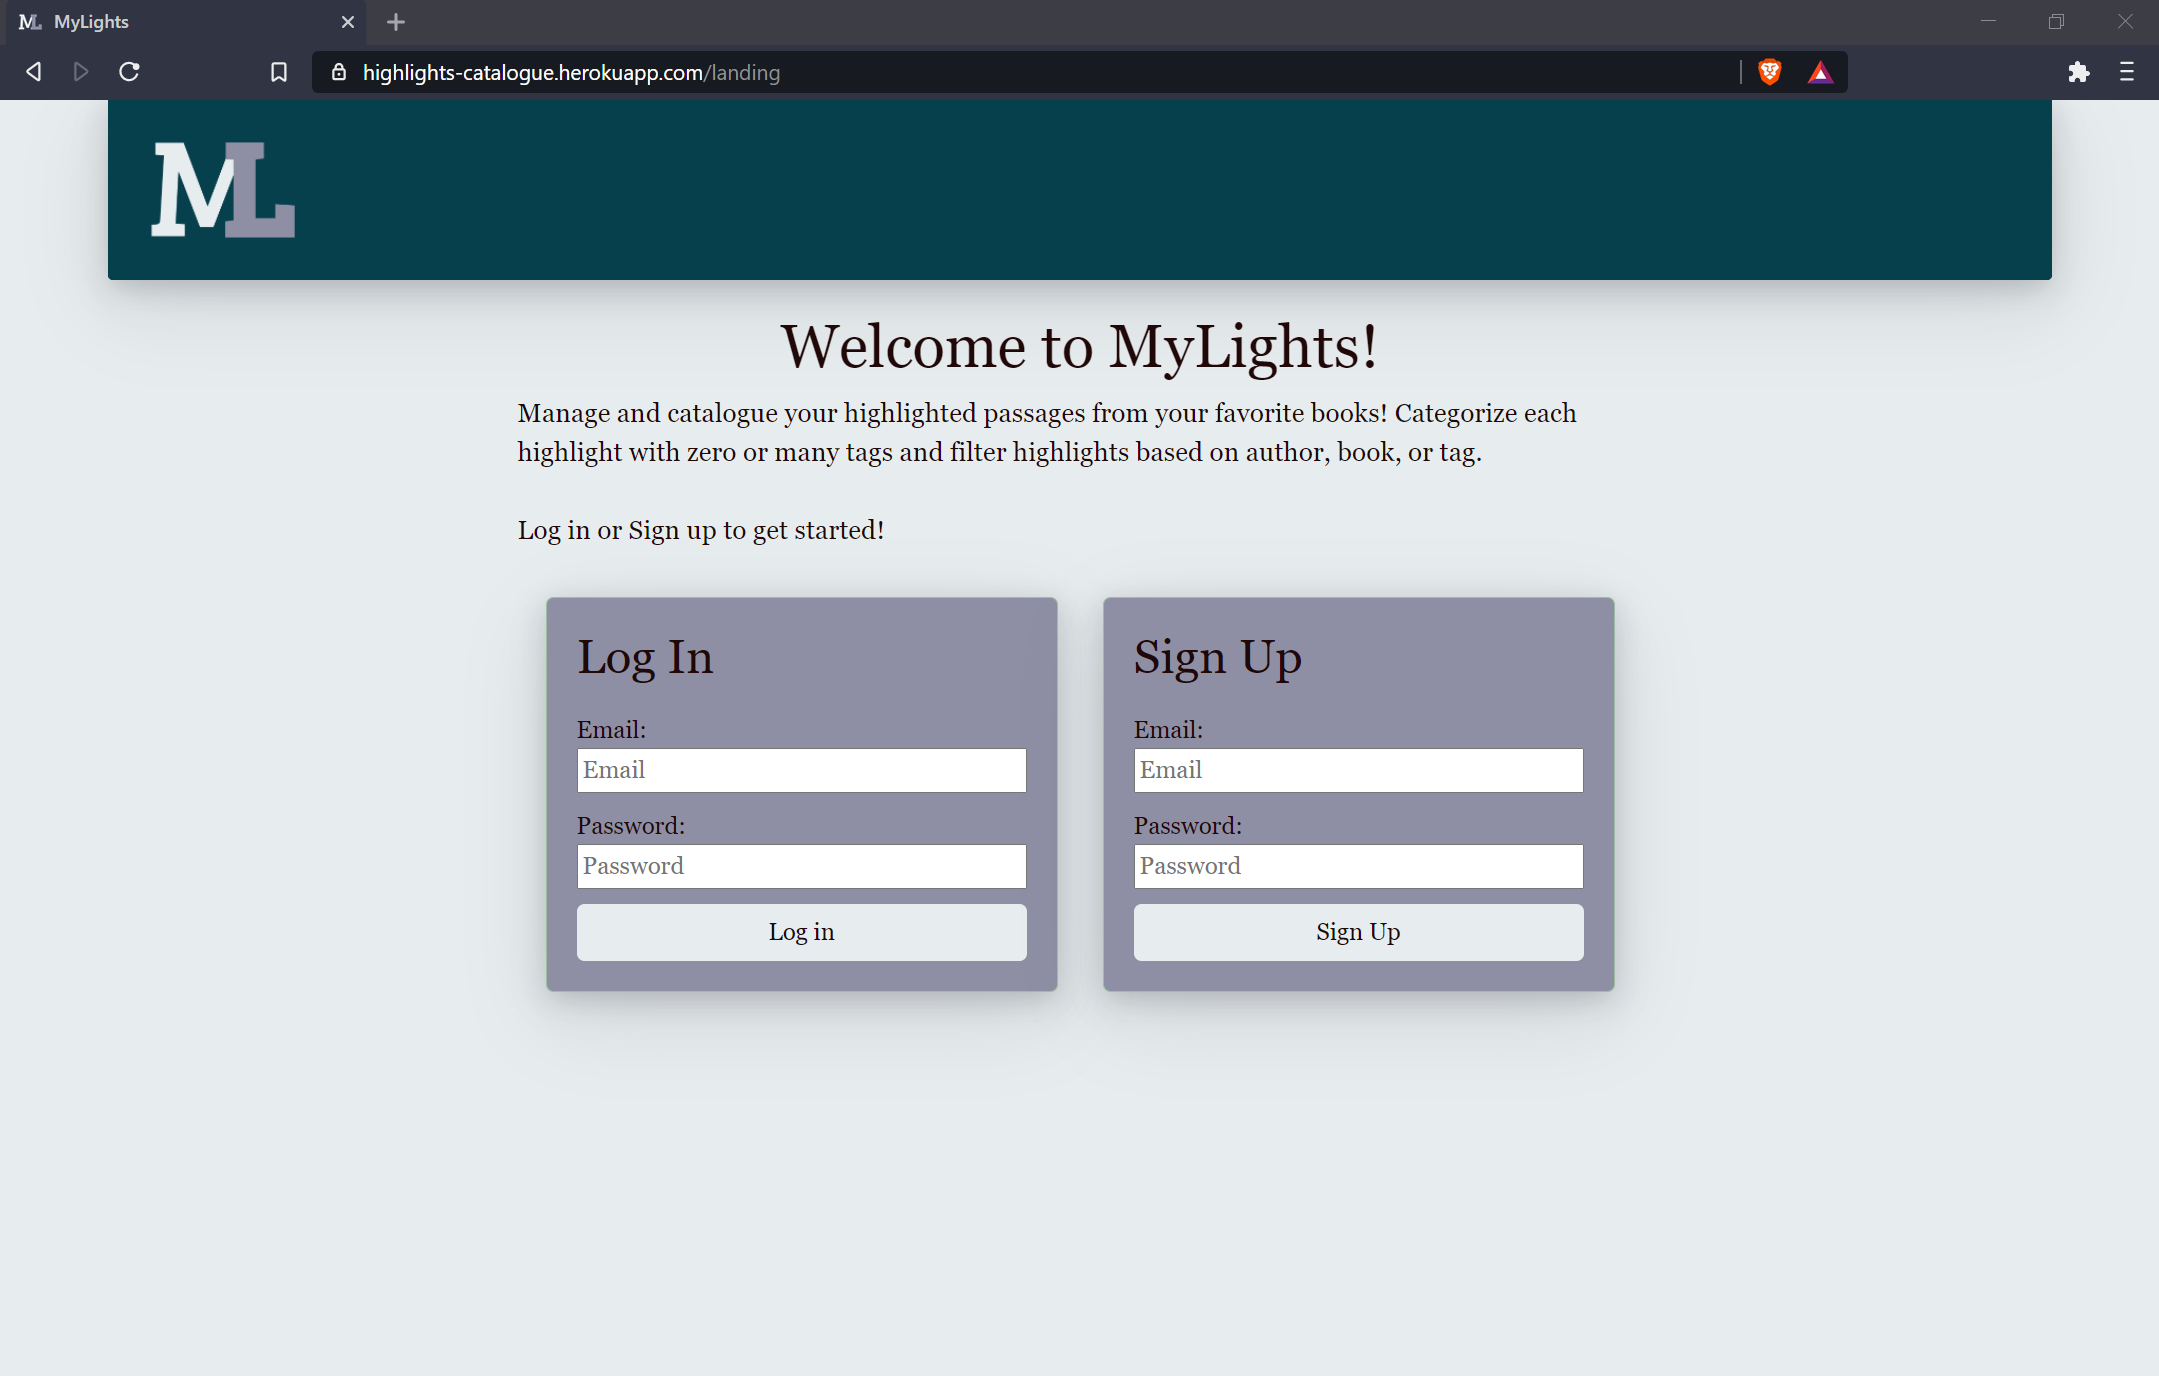 ML MyLights
highlights-catalogue.herokuapp.com/landing
ML
Welcome to MyLights!
Manage and catalogue your highlighted passages from your favorite books! Categorize each
highlight with zero or many tags and filter highlights based on author, book, or tag.
Log in or Sign up to get started!
Log In
Email:
Email
Password:
Password
Log in
Sign Up
Email:
Email
Password:
Password
Sign Up